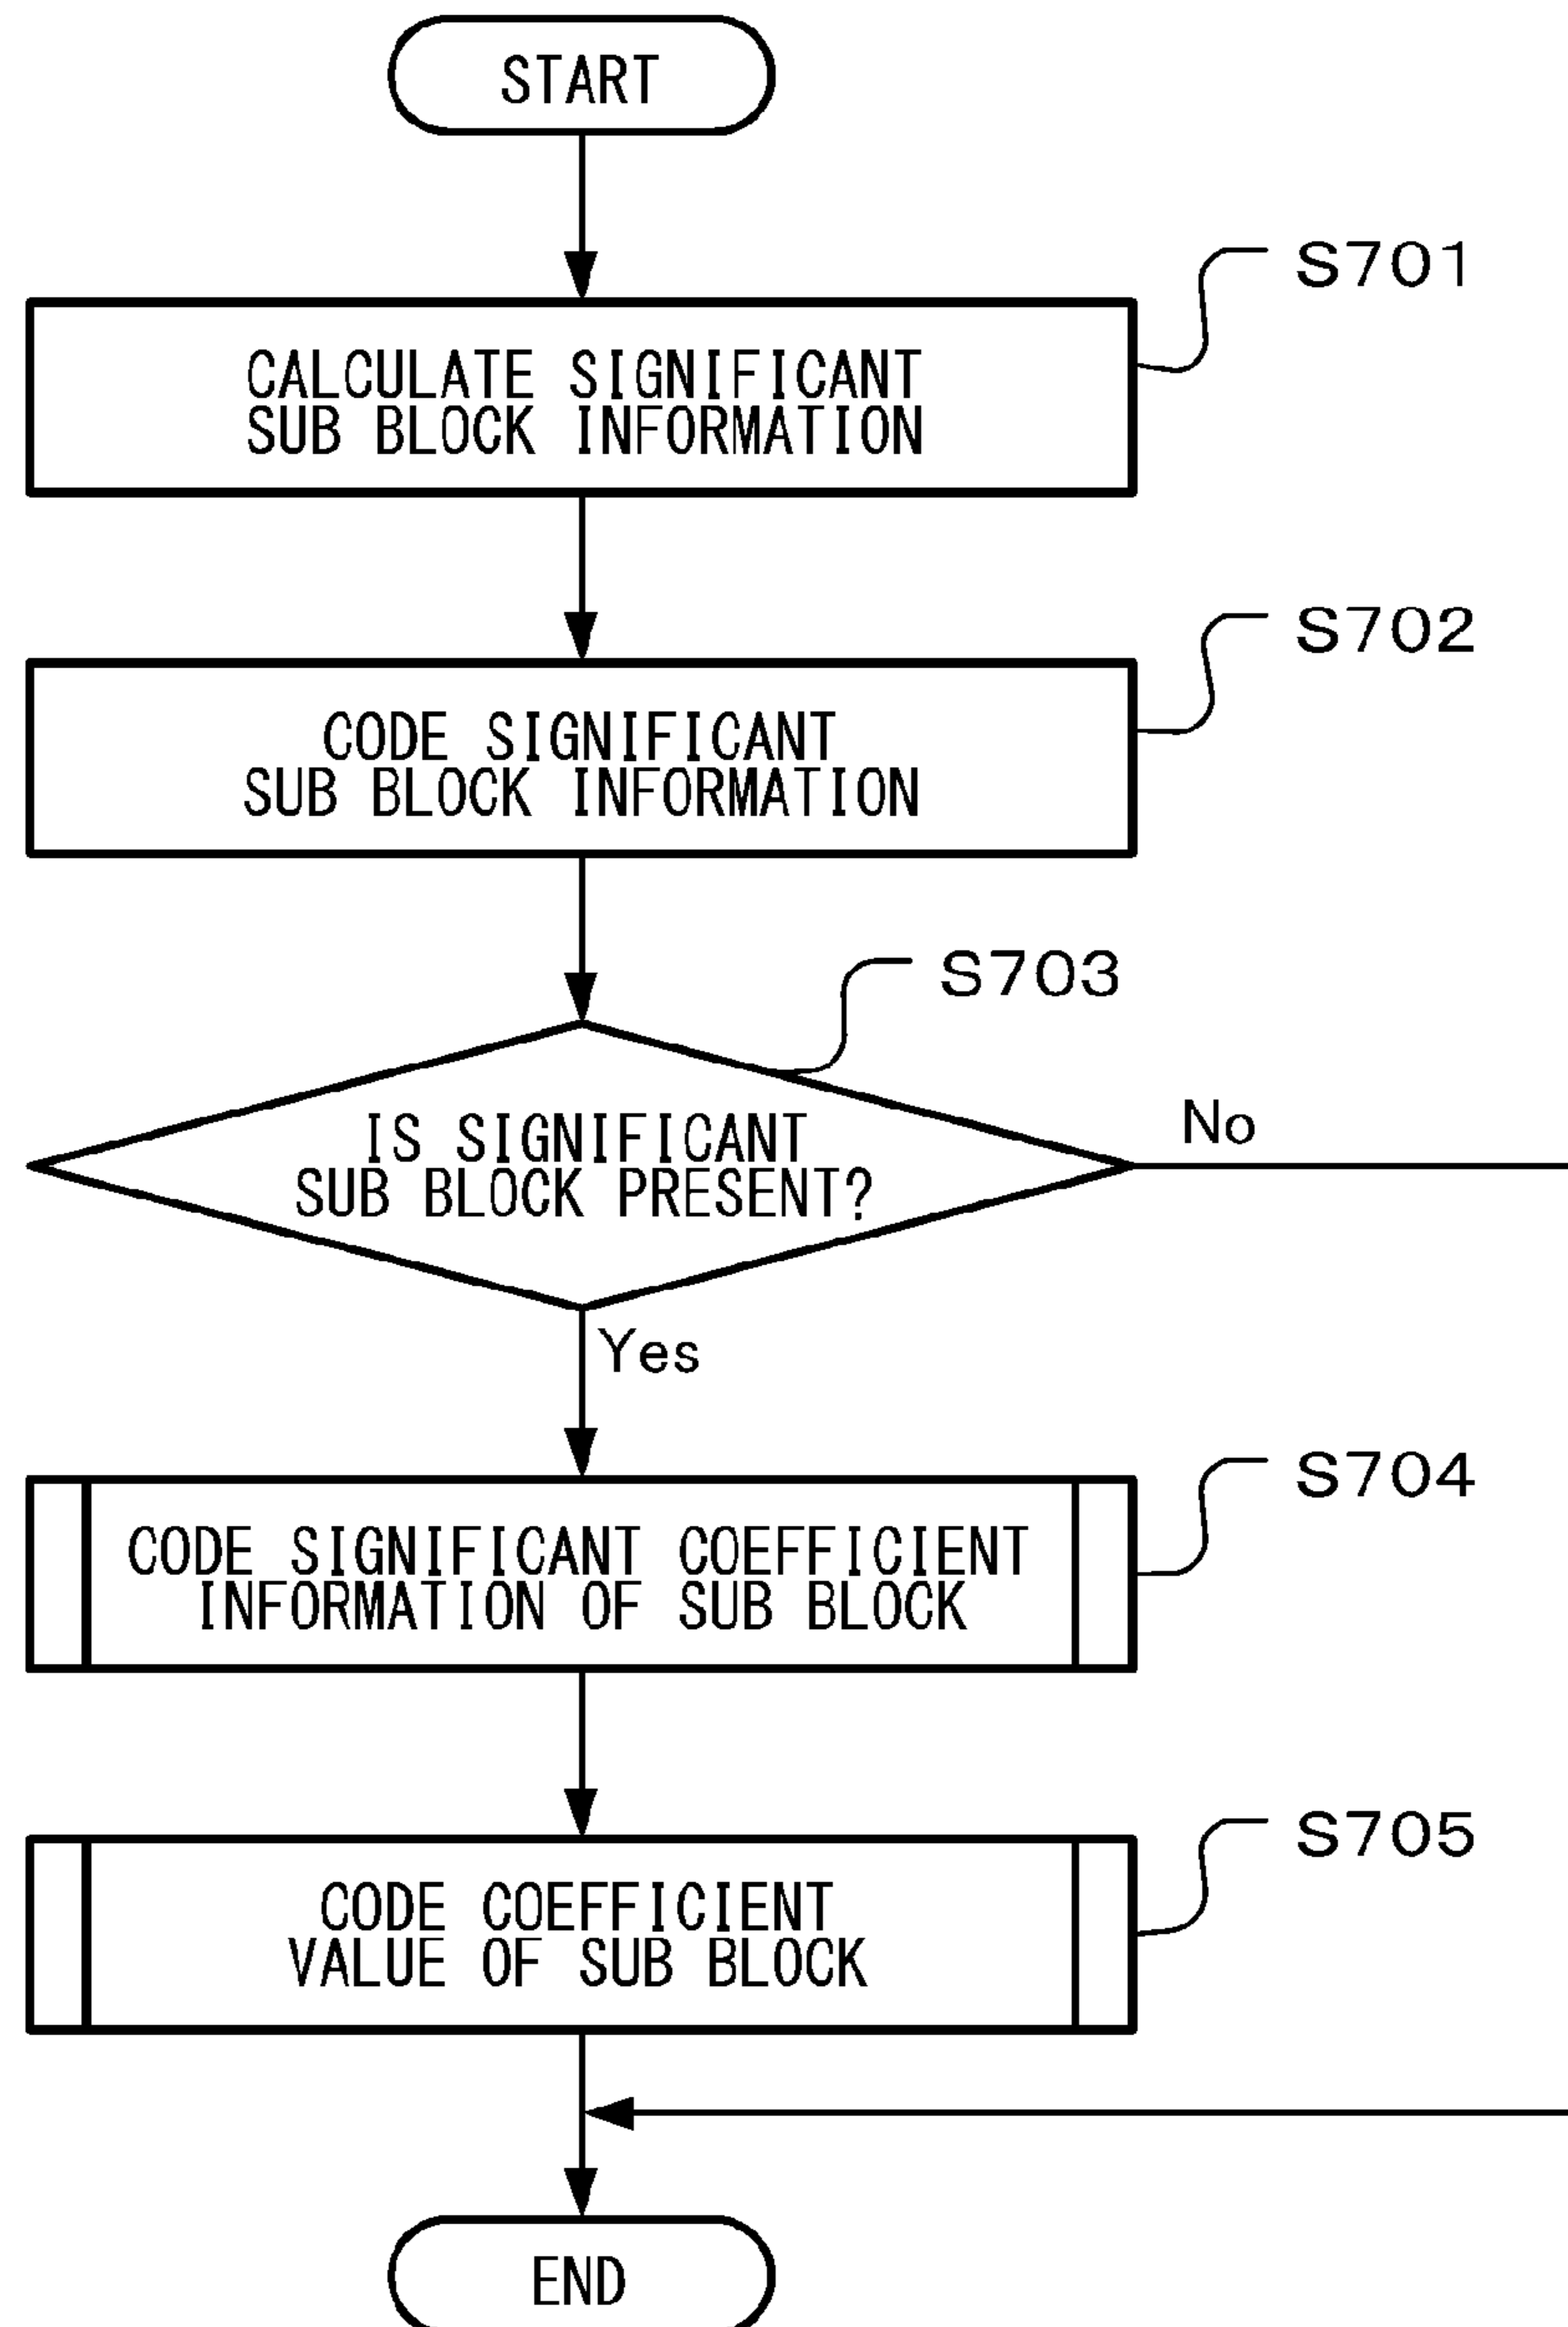 START
S701
CALCULATE SIGNIFICANT
SUB BLOCK INFORMATION
S702
CODE SIGNIFICANT
SUB BLOCK INFORMATION
S703
IS SIGNIFICANT
SUB BLOCK PRESENT?
No
Yes
S704
CODE SIGNIFICANT COEFFICIENT
INFORMATION OF SUB BLOCK
S705
CODE COEFFICIENT
VALUE OF SUB BLOCK
END